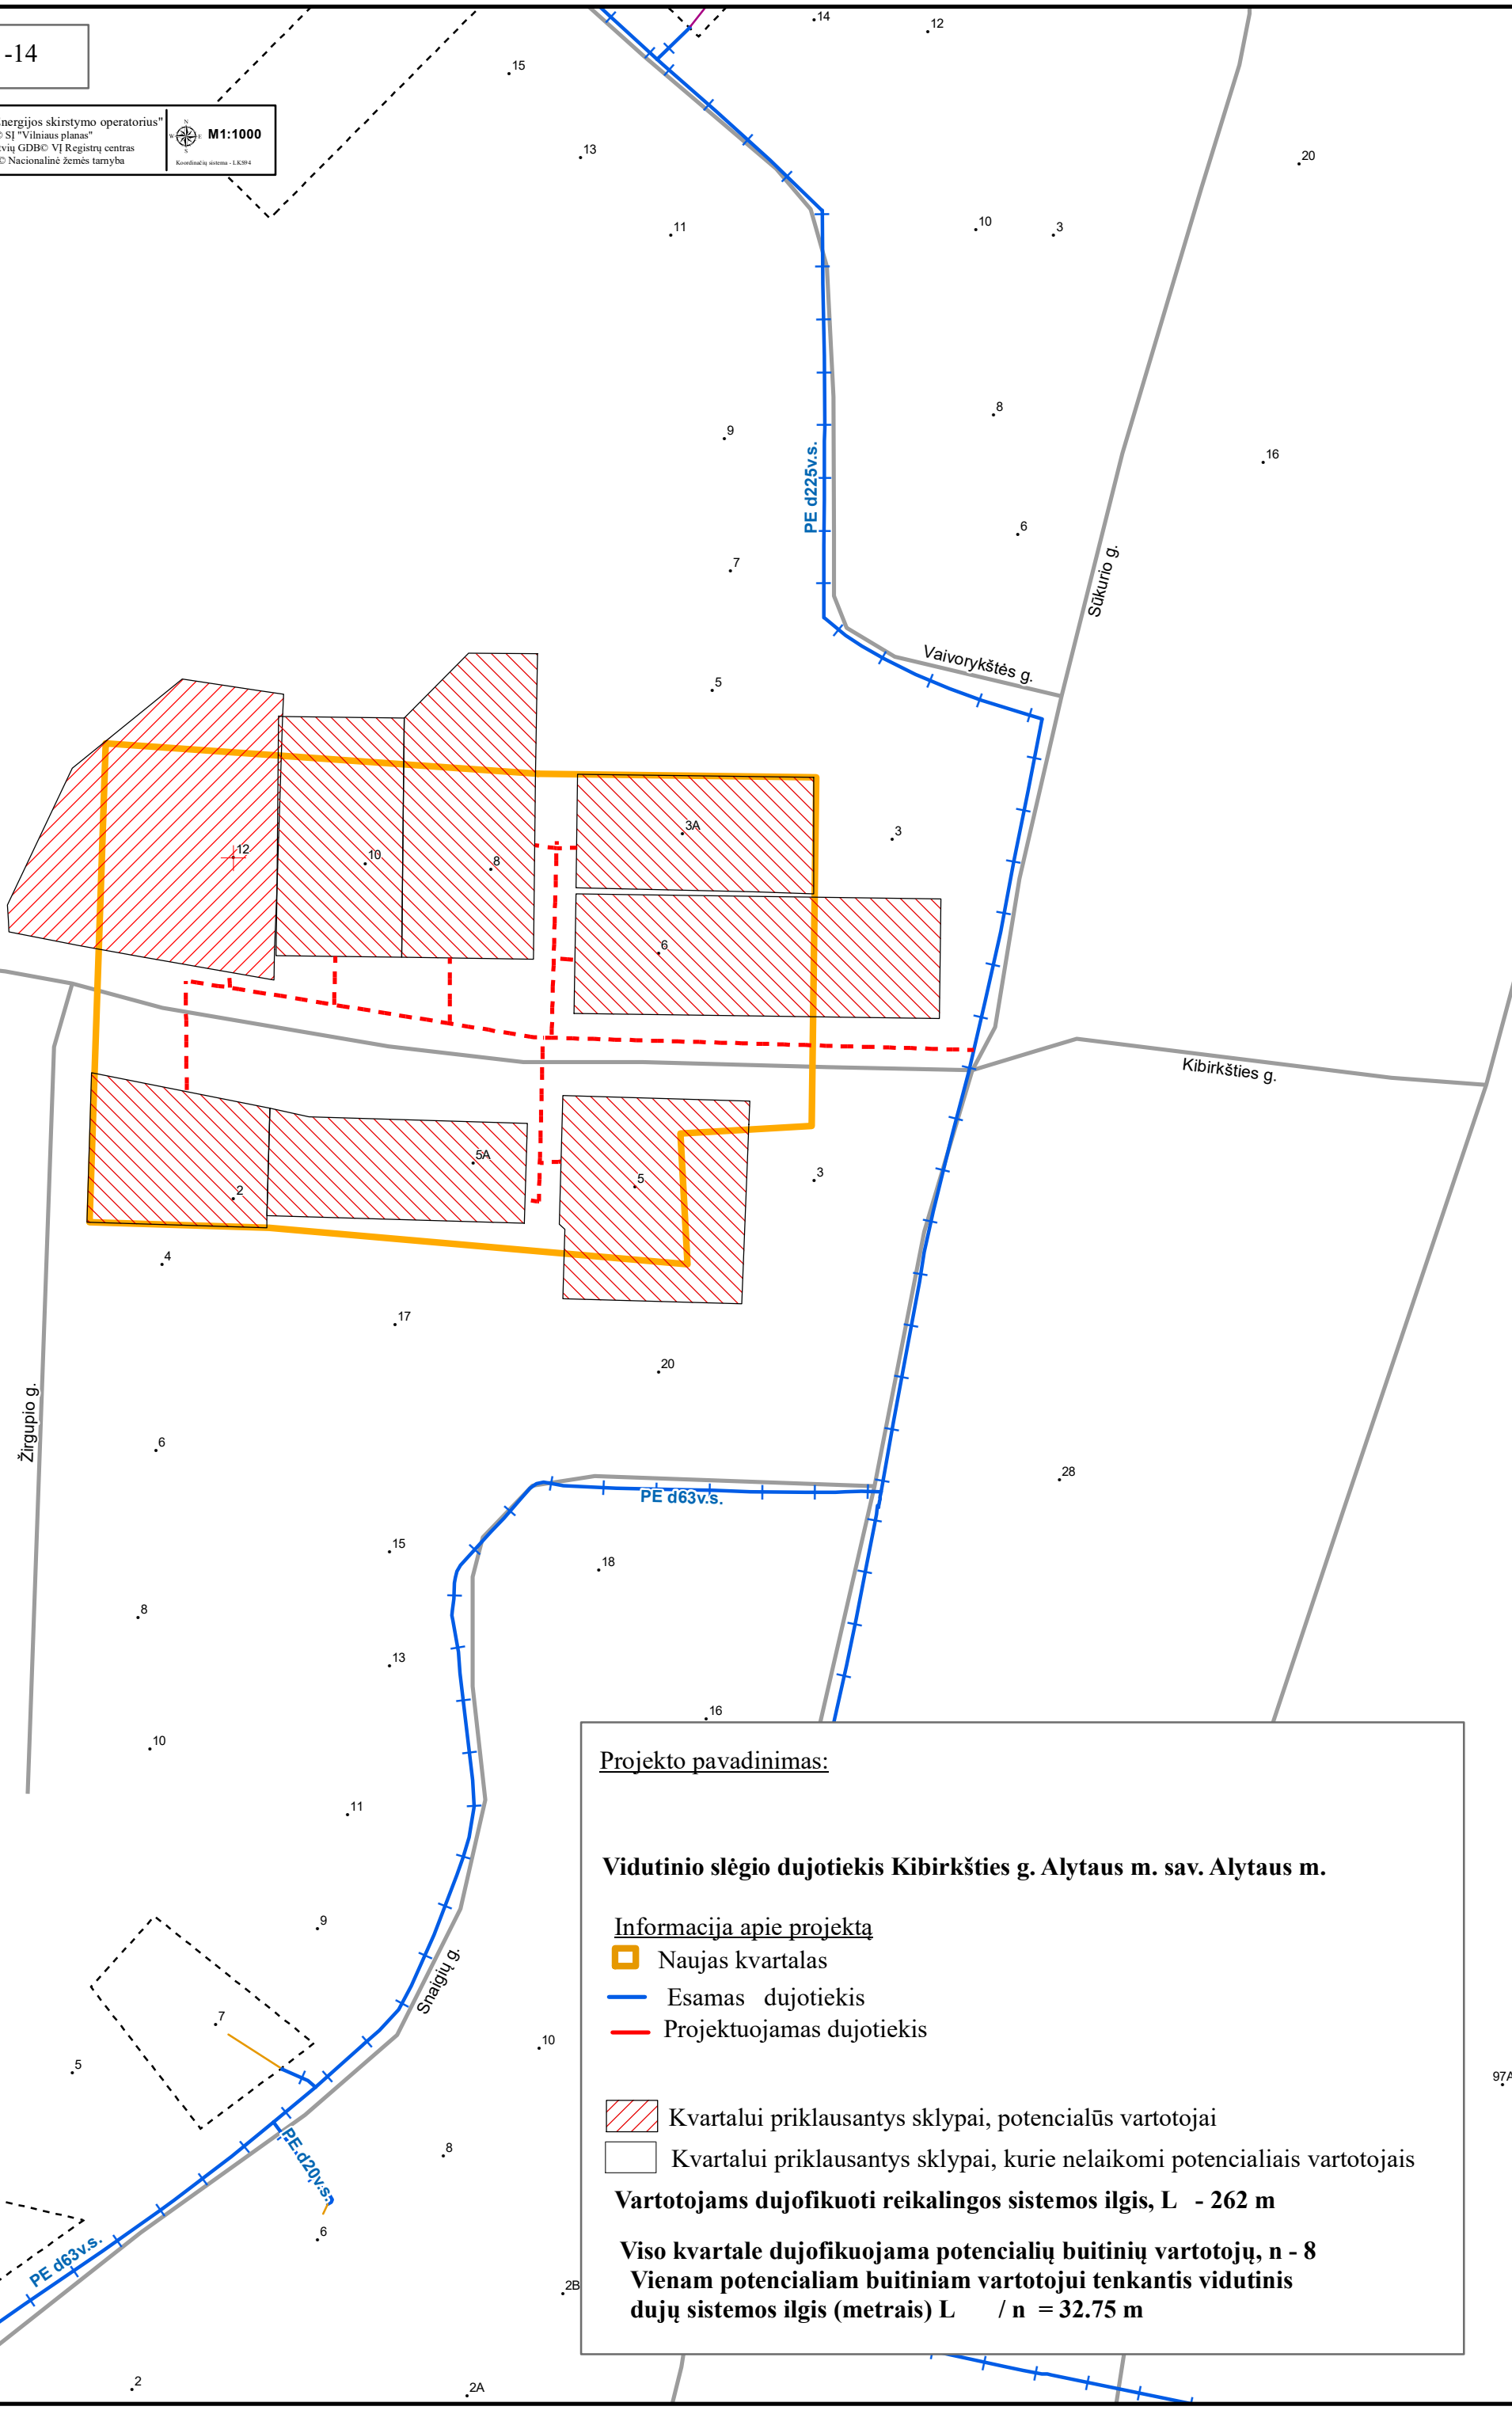 -14
14
12
15
"Vilniaus planas"
© SĮ "Vilniaus planas"
GDB© VĮ Registrų centras
© Nacionalinė žemės tarnyba
N
W
E
S
M1:1000
Koordinačių sistema - LKS94
13
20
11
10
3
8
9
16
PE d225v.s.
6
7
Sūkurio g.
Vaivorykštės g.
5
3A
3
12
10
8
6
Kibirkšties g.
5A
2
5
3
4
17
20
Žirgupio g.
6
28
PE d63v.s.
15
18
8
13
16
10
11
9
Snaigių g.
7
5
10
97A
PE d20v.s.
8
6
PE d63v.s.
2B
2
2A
Projekto pavadinimas:
Vidutinio slėgio dujotiekis Kibirkšties g. Alytaus m. sav. Alytaus m.
Informacija apie projektą
Naujas kvartalas
Esamas dujotiekis
Projektuojamas dujotiekis
Kvartalui priklausantys sklypai, potencialūs vartotojai
Kvartalui priklausantys sklypai, kurie nelaikomi potencialiais vartotojais
Vartotojams dujofikuoti reikalingos sistemos ilgis, L - 262 m
Viso kvartale dujofikuojama potencialių buitinių vartotojų, n - 8
Vienam potencialiam buitiniam vartotojui tenkantis vidutinis
dujų sistemos ilgis (metrais) L / n = 32.75 m